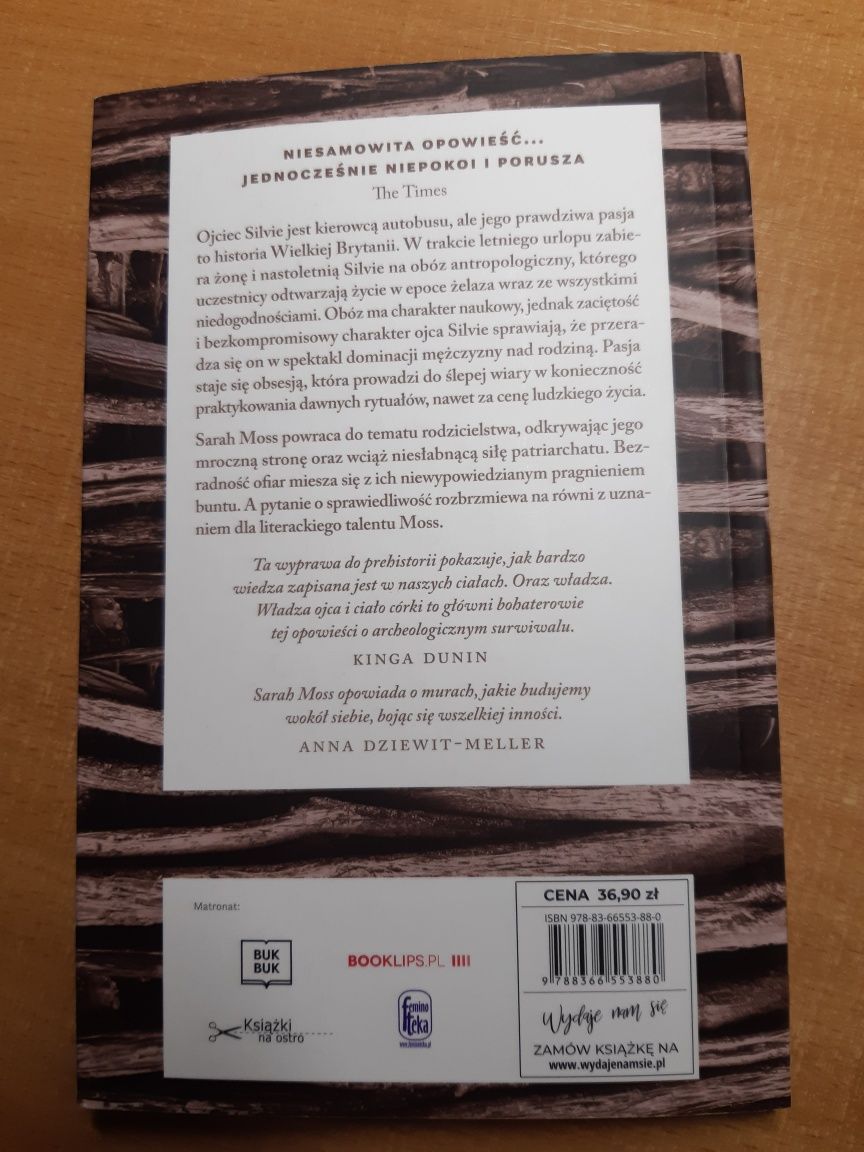 NIESAMOWITA OPOWIEŚĆ...
JEDNOCZEŚNIE NIEPOKOI I PORUSZA
The Times
Ojciec Silvie jest kierowcą autobusu, ale jego prawdziwa pasja
to historia Wielkiej Brytanii. W trakcie letniego urlopu zabie-
ra żonę i nastoletnią Silvie na obóz antropologiczny, którego
uczestnicy odtwarzają życie w epoce żelaza wraz ze wszystkimi
niedogodnościami. Obóz ma charakter naukowy, jednak zaciętość
i bezkompromisowy charakter ojca Silvie sprawiają, że przera-
dza się on w spektakl dominacji mężczyzny nad rodziną. Pasja
staje się obsesją, która prowadzi do ślepej wiary w konieczność
praktykowania dawnych rytuałów, nawet za cenę ludzkiego życia.
Sarah Moss powraca do tematu rodzicielstwa, odkrywając jego
mroczną stronę oraz wciąż niesłabnącą siłę patriarchatu. Bez-
radność ofiar miesza się z ich niewypowiedzianym pragnieniem
buntu. A pytanie o sprawiedliwość rozbrzmiewa na równi z uzna-
niem dla literackiego talentu Moss.
Ta wyprawa do prehistorii pokazuje, jak bardzo
wiedza zapisana jest w naszych ciałach. Oraz władza.
Władza ojca i ciało córki to główni bohaterowie
tej opowieści o archeologicznym surwiwalu.
KINGA DUNIN
Sarah Moss opowiada o murach, jakie budujemy
wokół siebie, bojąc się wszelkiej inności.
ANNA DZIEWIT-MELLER
Matronat:
BUK
BUK
BOOKLIPS.PL
Książki
na ostro
femino
teka
www.feminoteka.pl
CENA 36,90 zł
ISBN 978-83-66553-88-0
9 788366 553880
Wydaje nam się
ZAMÓW KSIĄŻKĘ NA
www.wydajenamsie.pl